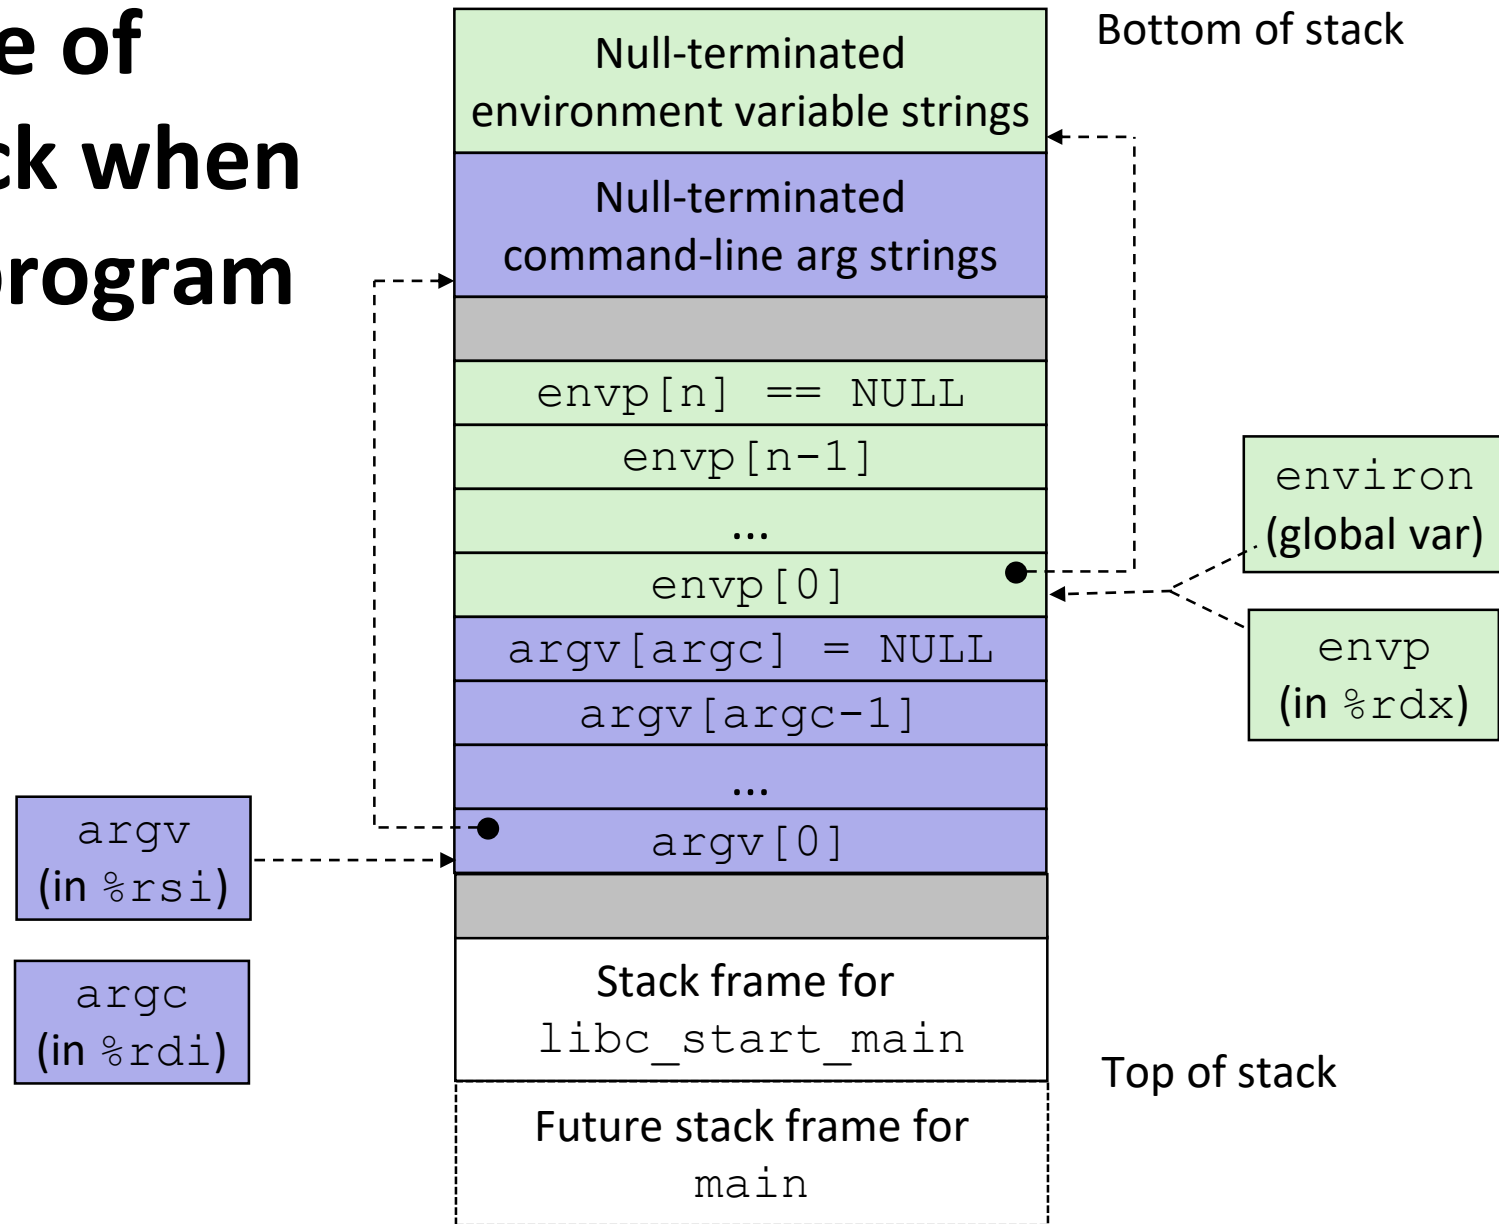 e of
ck when
program
Bottom of stack
Null-terminated
environment variable strings
Null-terminated
command-line arg strings
envp[n] == NULL
envp[n-1]
...
envp[0]
argv[argc] = NULL
argv[argc-1]
...
argv[0]
environ
(global var)
envp
(in %rdx)
argv
(in %rsi)
argc
(in %rdi)
Stack frame for
libc_start_main
Top of stack
Future stack frame for
main